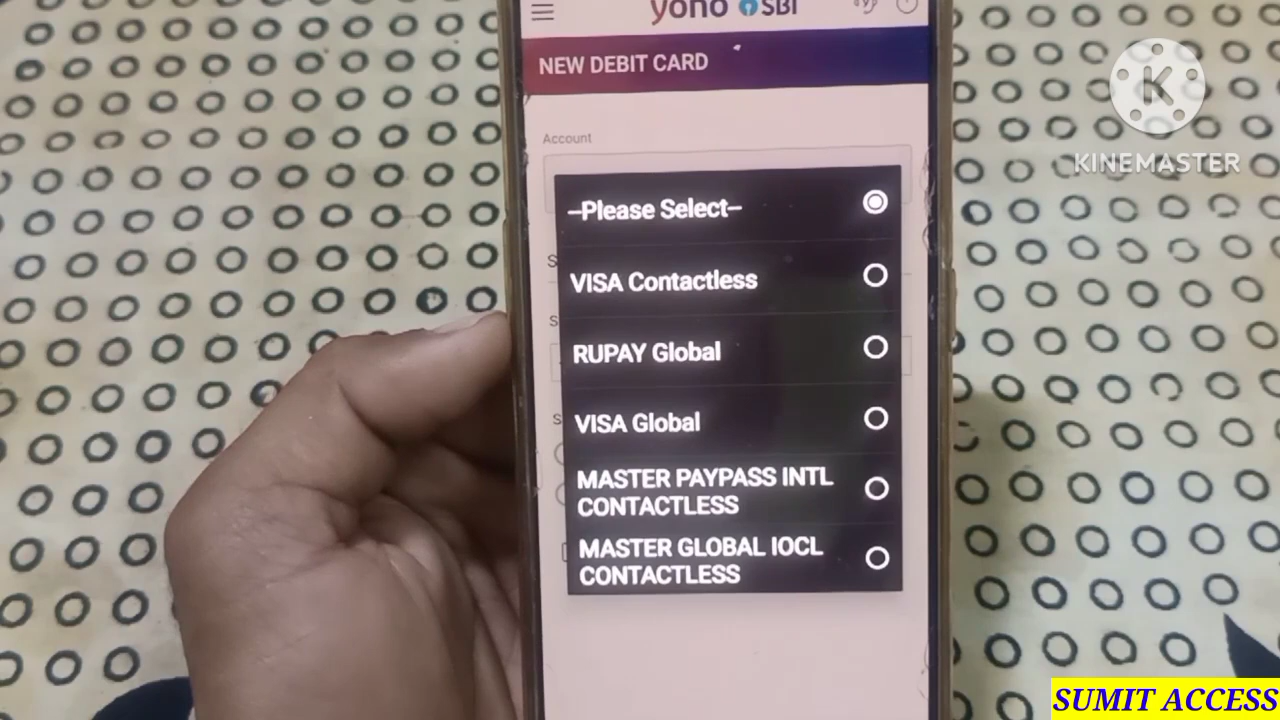 yono SBI
NEW DEBIT CARD
Account
–Please Select–
VISA Contactless
RUPAY Global
VISA Global
MASTER PAYPASS INTL
CONTACTLESS
MASTER GLOBAL IOCL
CONTACTLESS
K
KINEMASTER
SUMIT ACCESS